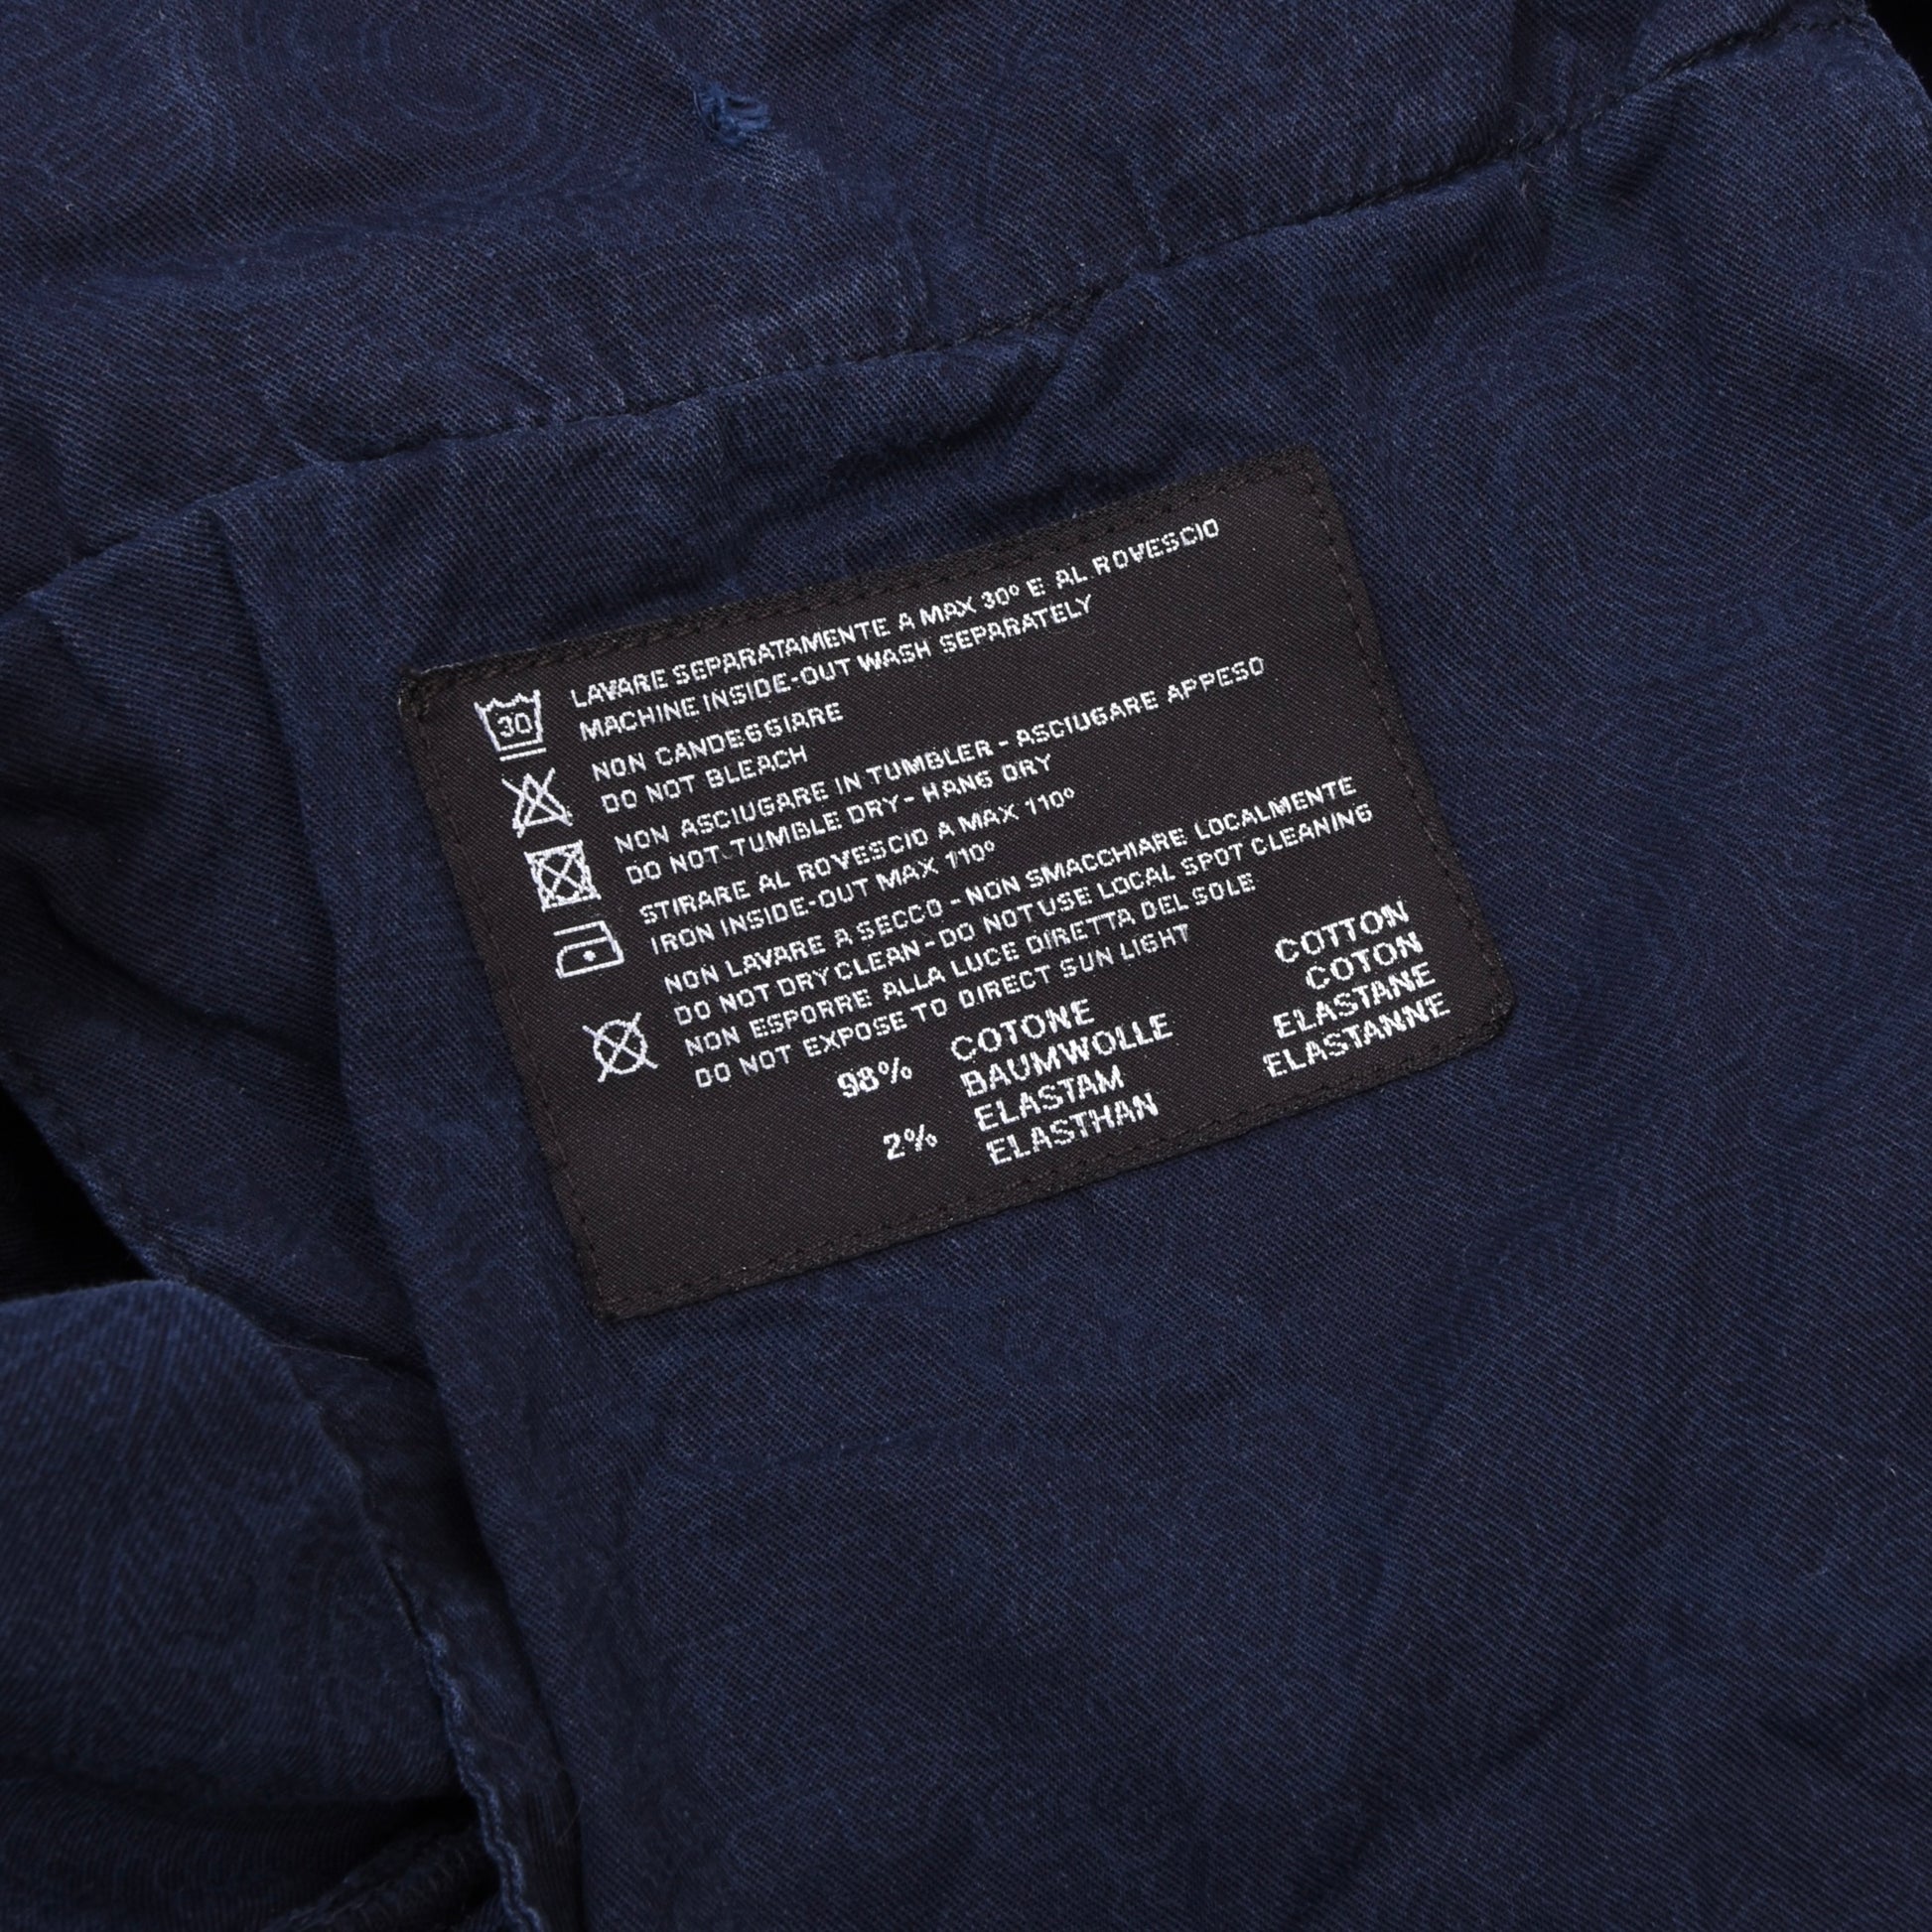 30
LAVARE SEPARATAMENTE A MAX 30° E AL ROVESCIO
MACHINE INSIDE-OUT WASH SEPARATELY
NON CANDEGGIARE
DO NOT BLEACH
NON ASCIUGARE IN TUMBLER - ASCIUGARE APPESO
DO NOT TUMBLE DRY - HANG DRY
STIRARE AL ROVESCIO A MAX 110°
IRON INSIDE-OUT MAX 110°
NON LAVARE A SECCO - NON SMACCHIARE LOCALMENTE
DO NOT DRY CLEAN - DO NOT USE LOCAL SPOT CLEANING
NON ESPORRE ALLA LUCE DIRETTA DEL SOLE
DO NOT EXPOSE TO DIRECT SUN LIGHT
98% COTONE COTTON
BAUMWOLLE COTON
2% ELASTAM ELASTANE
ELASTHAN ELASTANNE